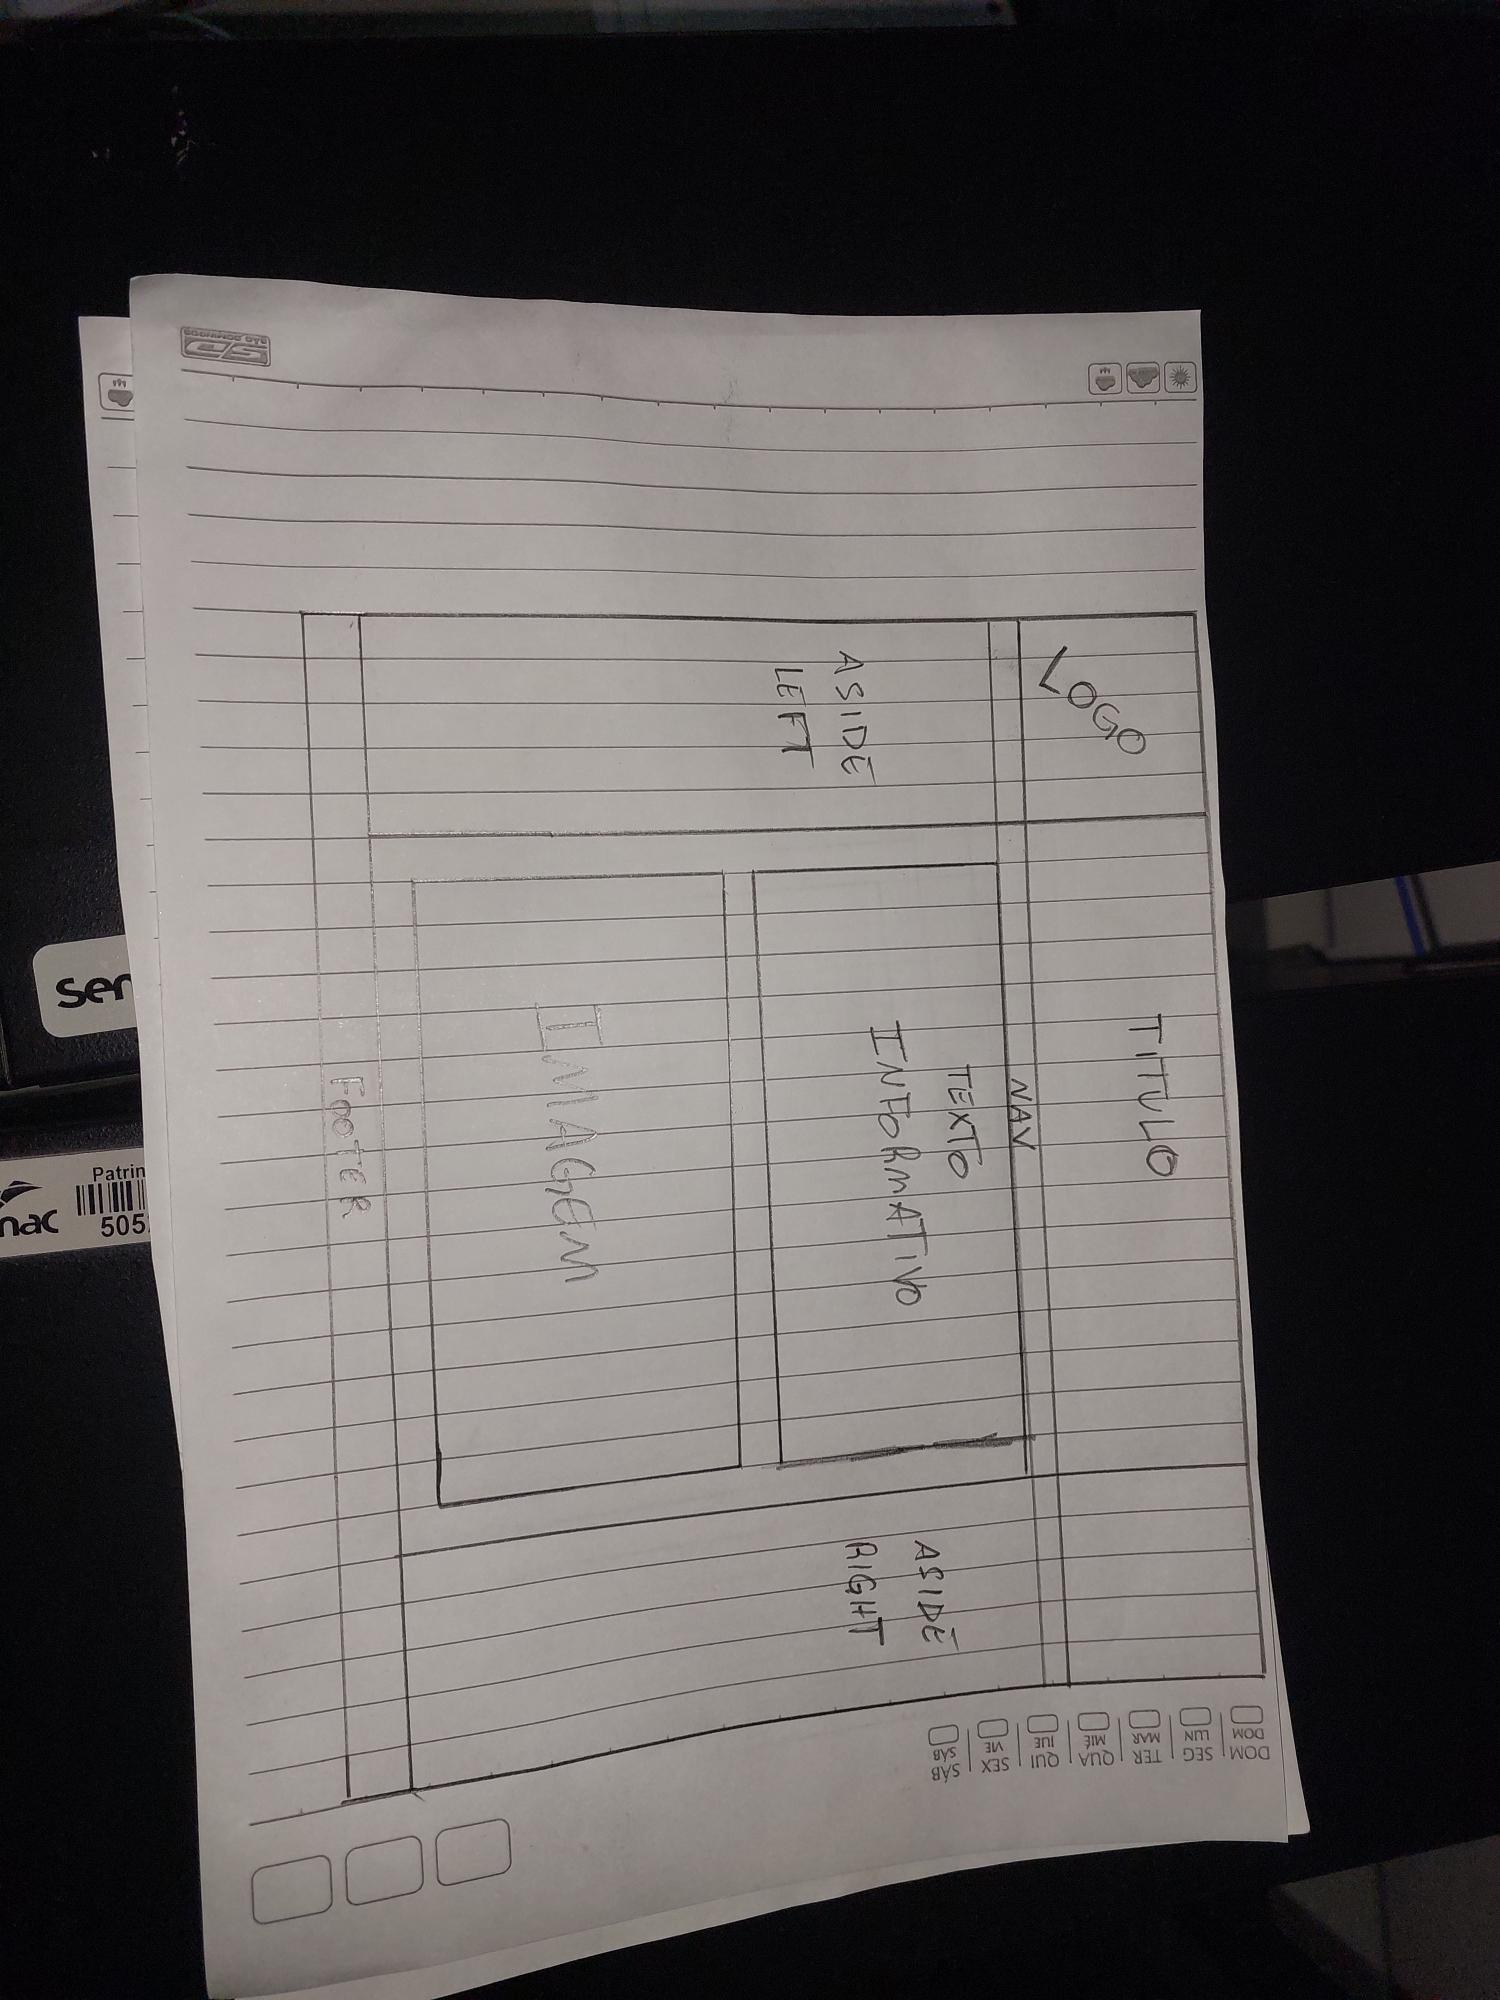 LOGO
TITULO
NAV
ASIDE
LEFT
TEXTO
INFORMATIVO
IMAGEM
ASIDE
RIGHT
FOOTER
DOM SEG TER QUA QUI SEX SÁB
DOM LUN MAR MIÉ JUE VIE SÁB
sen
Patrim
nac
505